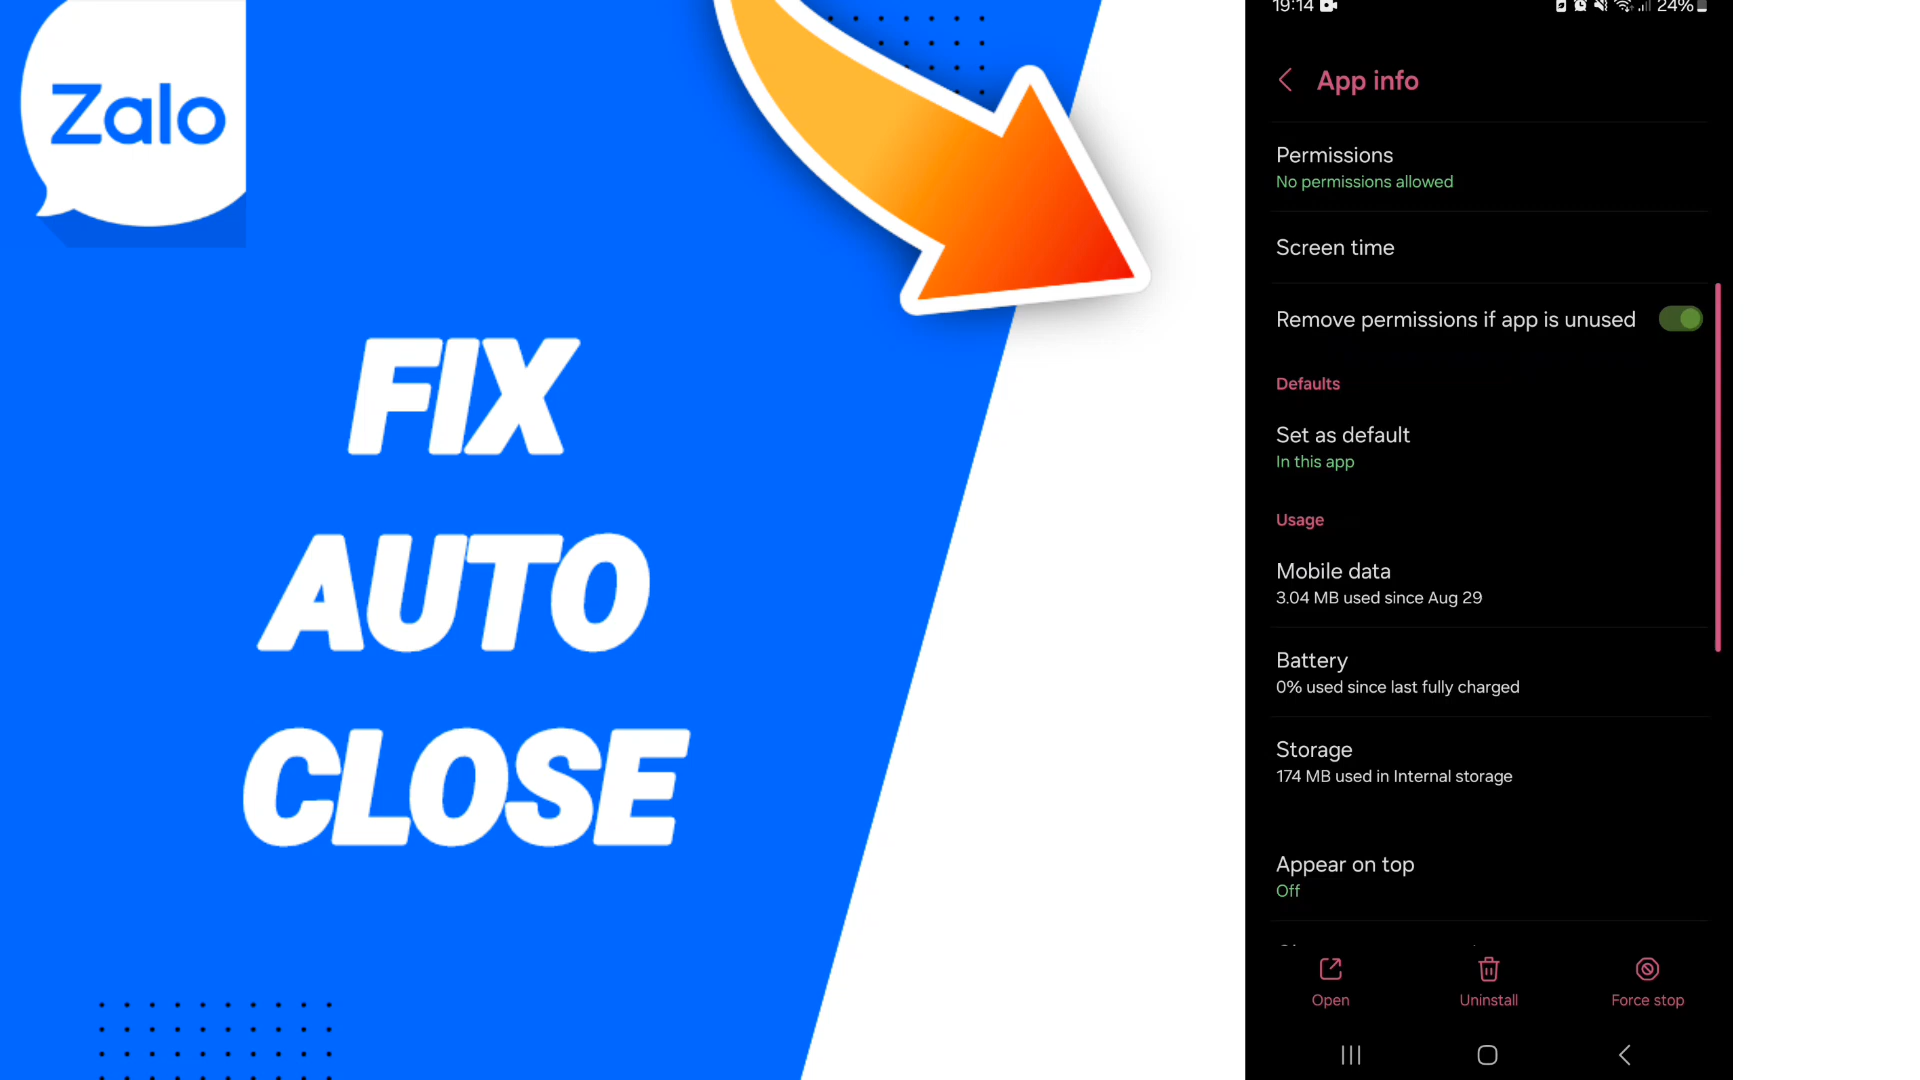 Zalo
FIX
AUTO
CLOSE
19:14
24%
App info
Permissions
No permissions allowed
Screen time
Remove permissions if app is unused
Defaults
Set as default
In this app
Usage
Mobile data
3.04 MB used since Aug 29
Battery
0% used since last fully charged
Storage
174 MB used in Internal storage
Appear on top
Off
Open
Uninstall
Force stop